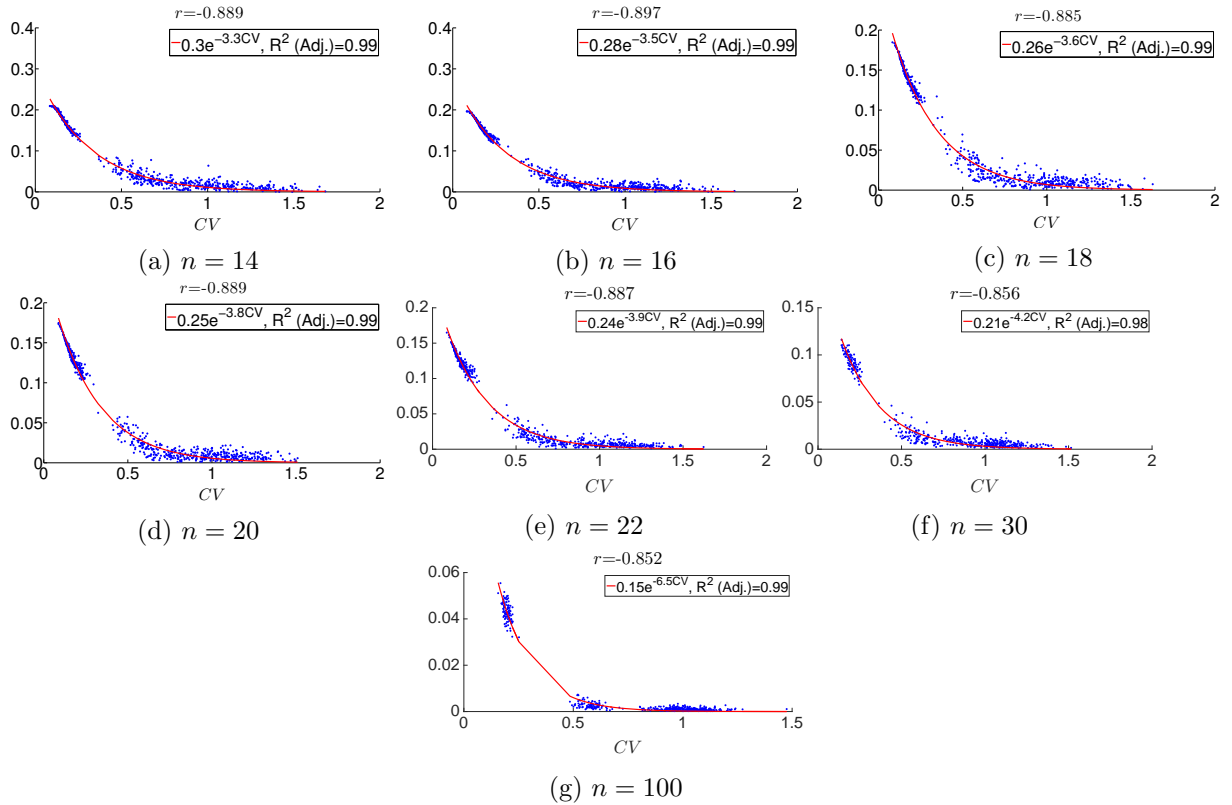 r=-0.889
0.3e^-3.3CV, R² (Adj.)=0.99
0.4
0.3
0.2
0.1
0
0 0.5 1 1.5 2
CV
(a) n = 14
r=-0.897
0.28e^-3.5CV, R² (Adj.)=0.99
0.4
0.3
0.2
0.1
0
0 0.5 1 1.5 2
CV
(b) n = 16
r=-0.885
0.26e^-3.6CV, R² (Adj.)=0.99
0.2
0.15
0.1
0.05
0
0 0.5 1 1.5 2
CV
(c) n = 18
r=-0.889
0.25e^-3.8CV, R² (Adj.)=0.99
0.2
0.15
0.1
0.05
0
0 0.5 1 1.5 2
CV
(d) n = 20
r=-0.887
0.24e^-3.9CV, R² (Adj.)=0.99
0.2
0.15
0.1
0.05
0
0 0.5 1 1.5 2
CV
(e) n = 22
r=-0.856
0.21e^-4.2CV, R² (Adj.)=0.98
0.15
0.1
0.05
0
0 0.5 1 1.5 2
CV
(f) n = 30
r=-0.852
0.15e^-6.5CV, R² (Adj.)=0.99
0.06
0.04
0.02
0
0 0.5 1 1.5
CV
(g) n = 100